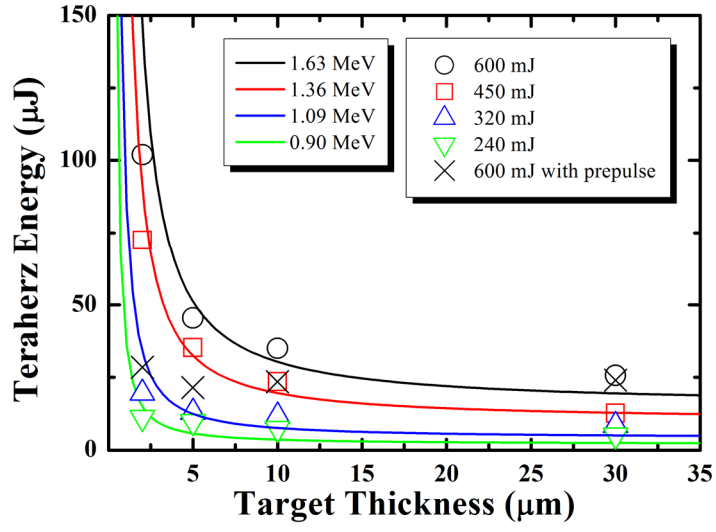 150
100
50
0
Teraherz Energy (μJ)
1.63 MeV
1.36 MeV
1.09 MeV
0.90 MeV
600 mJ
450 mJ
320 mJ
240 mJ
600 mJ with prepulse
5 10 15 20 25 30 35
Target Thickness (μm)